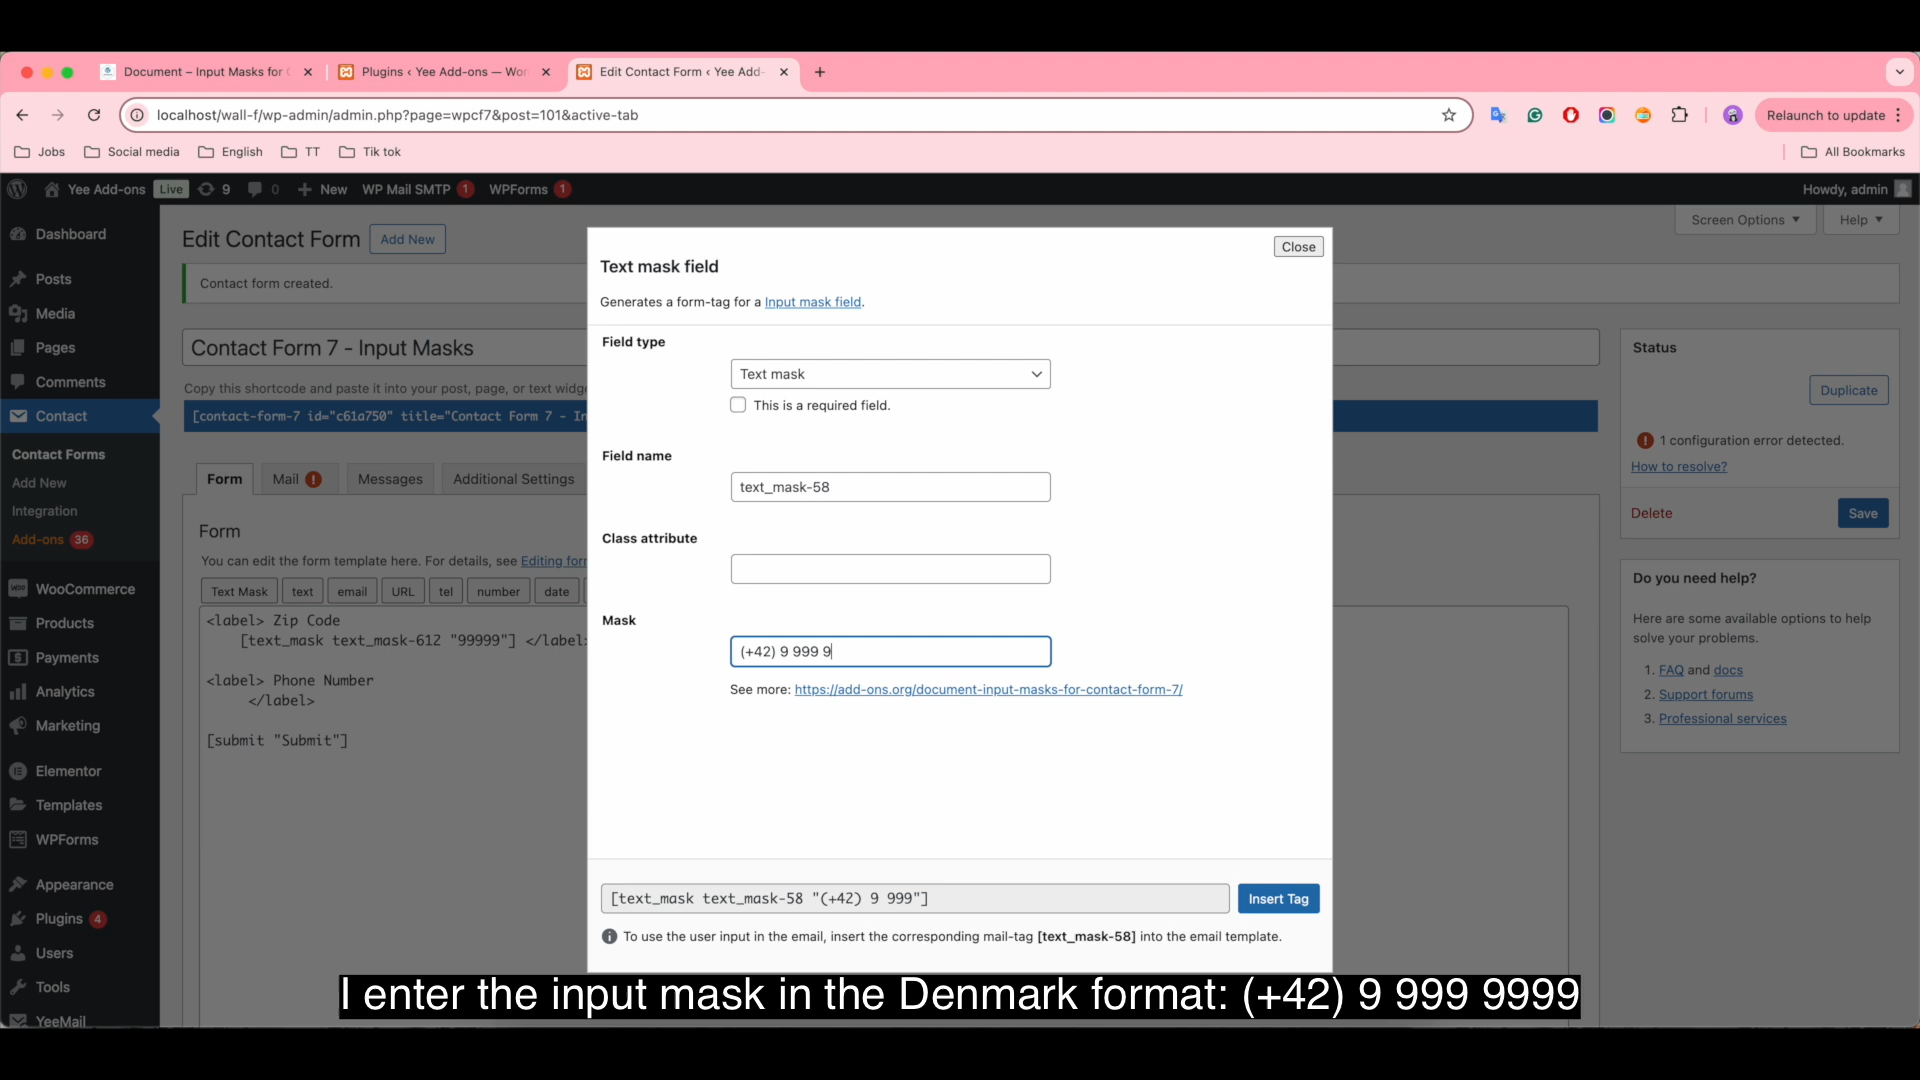 Document – Input Masks for
Plugins ‹ Yee Add-ons — Wor
Edit Contact Form ‹ Yee Add-
localhost/wall-f/wp-admin/admin.php?page=wpcf7&post=101&active-tab
Relaunch to update
Jobs
Social media
English
TT
Tik tok
All Bookmarks
Yee Add-ons
Live
9
0
New
WP Mail SMTP 1
WPForms 1
Howdy, admin
Dashboard
Posts
Media
Pages
Comments
Contact
Contact Forms
Add New
Integration
Add-ons 36
WooCommerce
Products
Payments
Analytics
Marketing
Elementor
Templates
WPForms
Appearance
Plugins 4
Users
Tools
YeeMail
Screen Options
Help
Edit Contact Form
Add New
Contact form created.
Contact Form 7 - Input Masks
Copy this shortcode and paste it into your post, page, or text widge
[contact-form-7 id="c61a750" title="Contact Form 7 - In
Form
Mail
Messages
Additional Settings
Form
You can edit the form template here. For details, see Editing for
Text Mask
text
email
URL
tel
number
date
<label> Zip Code
[text_mask text_mask-612 "99999"] </label>
<label> Phone Number
</label>
[submit "Submit"]
Close
Text mask field
Generates a form-tag for a Input mask field.
Field type
Text mask
This is a required field.
Field name
text_mask-58
Class attribute
Mask
(+42) 9 999 9
See more: https://add-ons.org/document-input-masks-for-contact-form-7/
[text_mask text_mask-58 "(+42) 9 999"]
Insert Tag
To use the user input in the email, insert the corresponding mail-tag [text_mask-58] into the email template.
Status
Duplicate
1 configuration error detected.
How to resolve?
Delete
Save
Do you need help?
Here are some available options to help
solve your problems.
1. FAQ and docs
2. Support forums
3. Professional services
I enter the input mask in the Denmark format: (+42) 9 999 9999